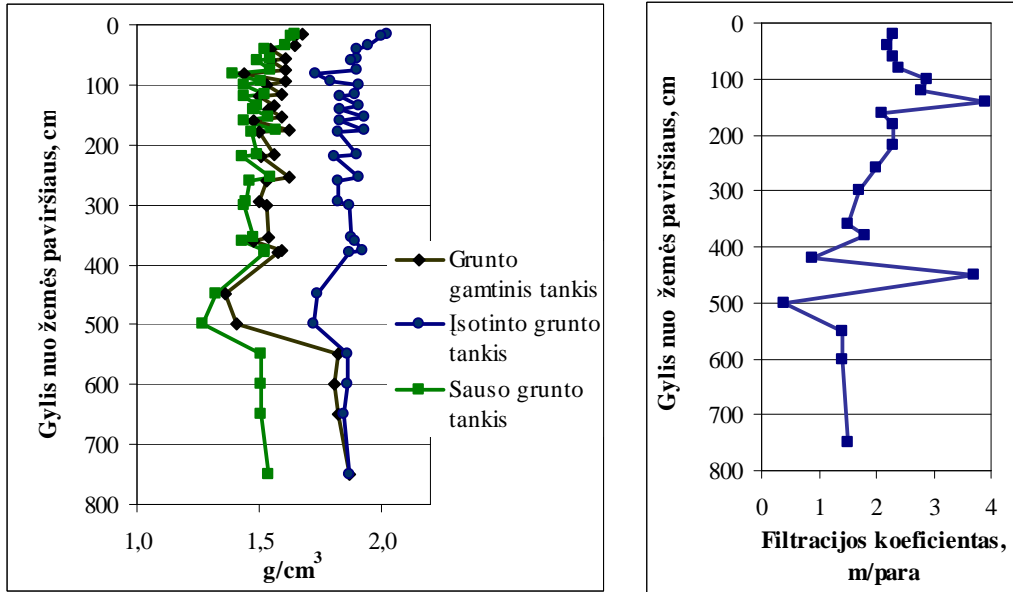 Gylis nuo žemės paviršiaus, cm
0
100
200
300
400
500
600
700
800
1,0
1,5
2,0
g/cm³
Grunto
gamtinis tankis
Įsotinto grunto
tankis
Sauso grunto
tankis
Gylis nuo žemės paviršiaus, cm
0
100
200
300
400
500
600
700
800
0
1
2
3
4
Filtracijos koeficientas,
m/para